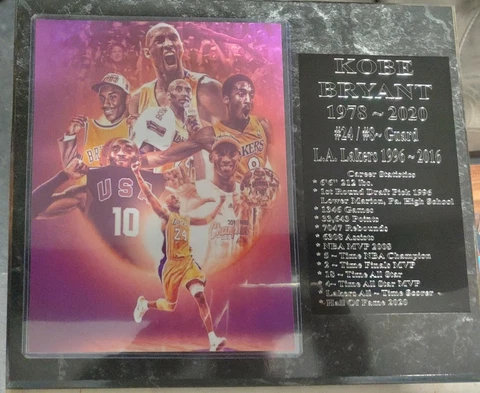 KOBE
BRYANT
1978 ~ 2020
#24 / #8~ Guard
L.A. Lakers 1996 ~ 2016
Career Statistics
* 6'6" 212 lbs.
* 1st Round Draft Pick 1996
Lower Marion, Pa. High School
* 1346 Games
* 33,643 Points
* 7047 Rebounds
* 6306 Assists
* NBA MVP 2008
* 5 ~ Time NBA Champion
* 2 ~ Time Finals MVP
* 18 ~ Time All Star
* 4~ Time All Star MVP
* Lakers All ~ Time Scorer
* Hall Of Fame 2020
USA
10
24
8